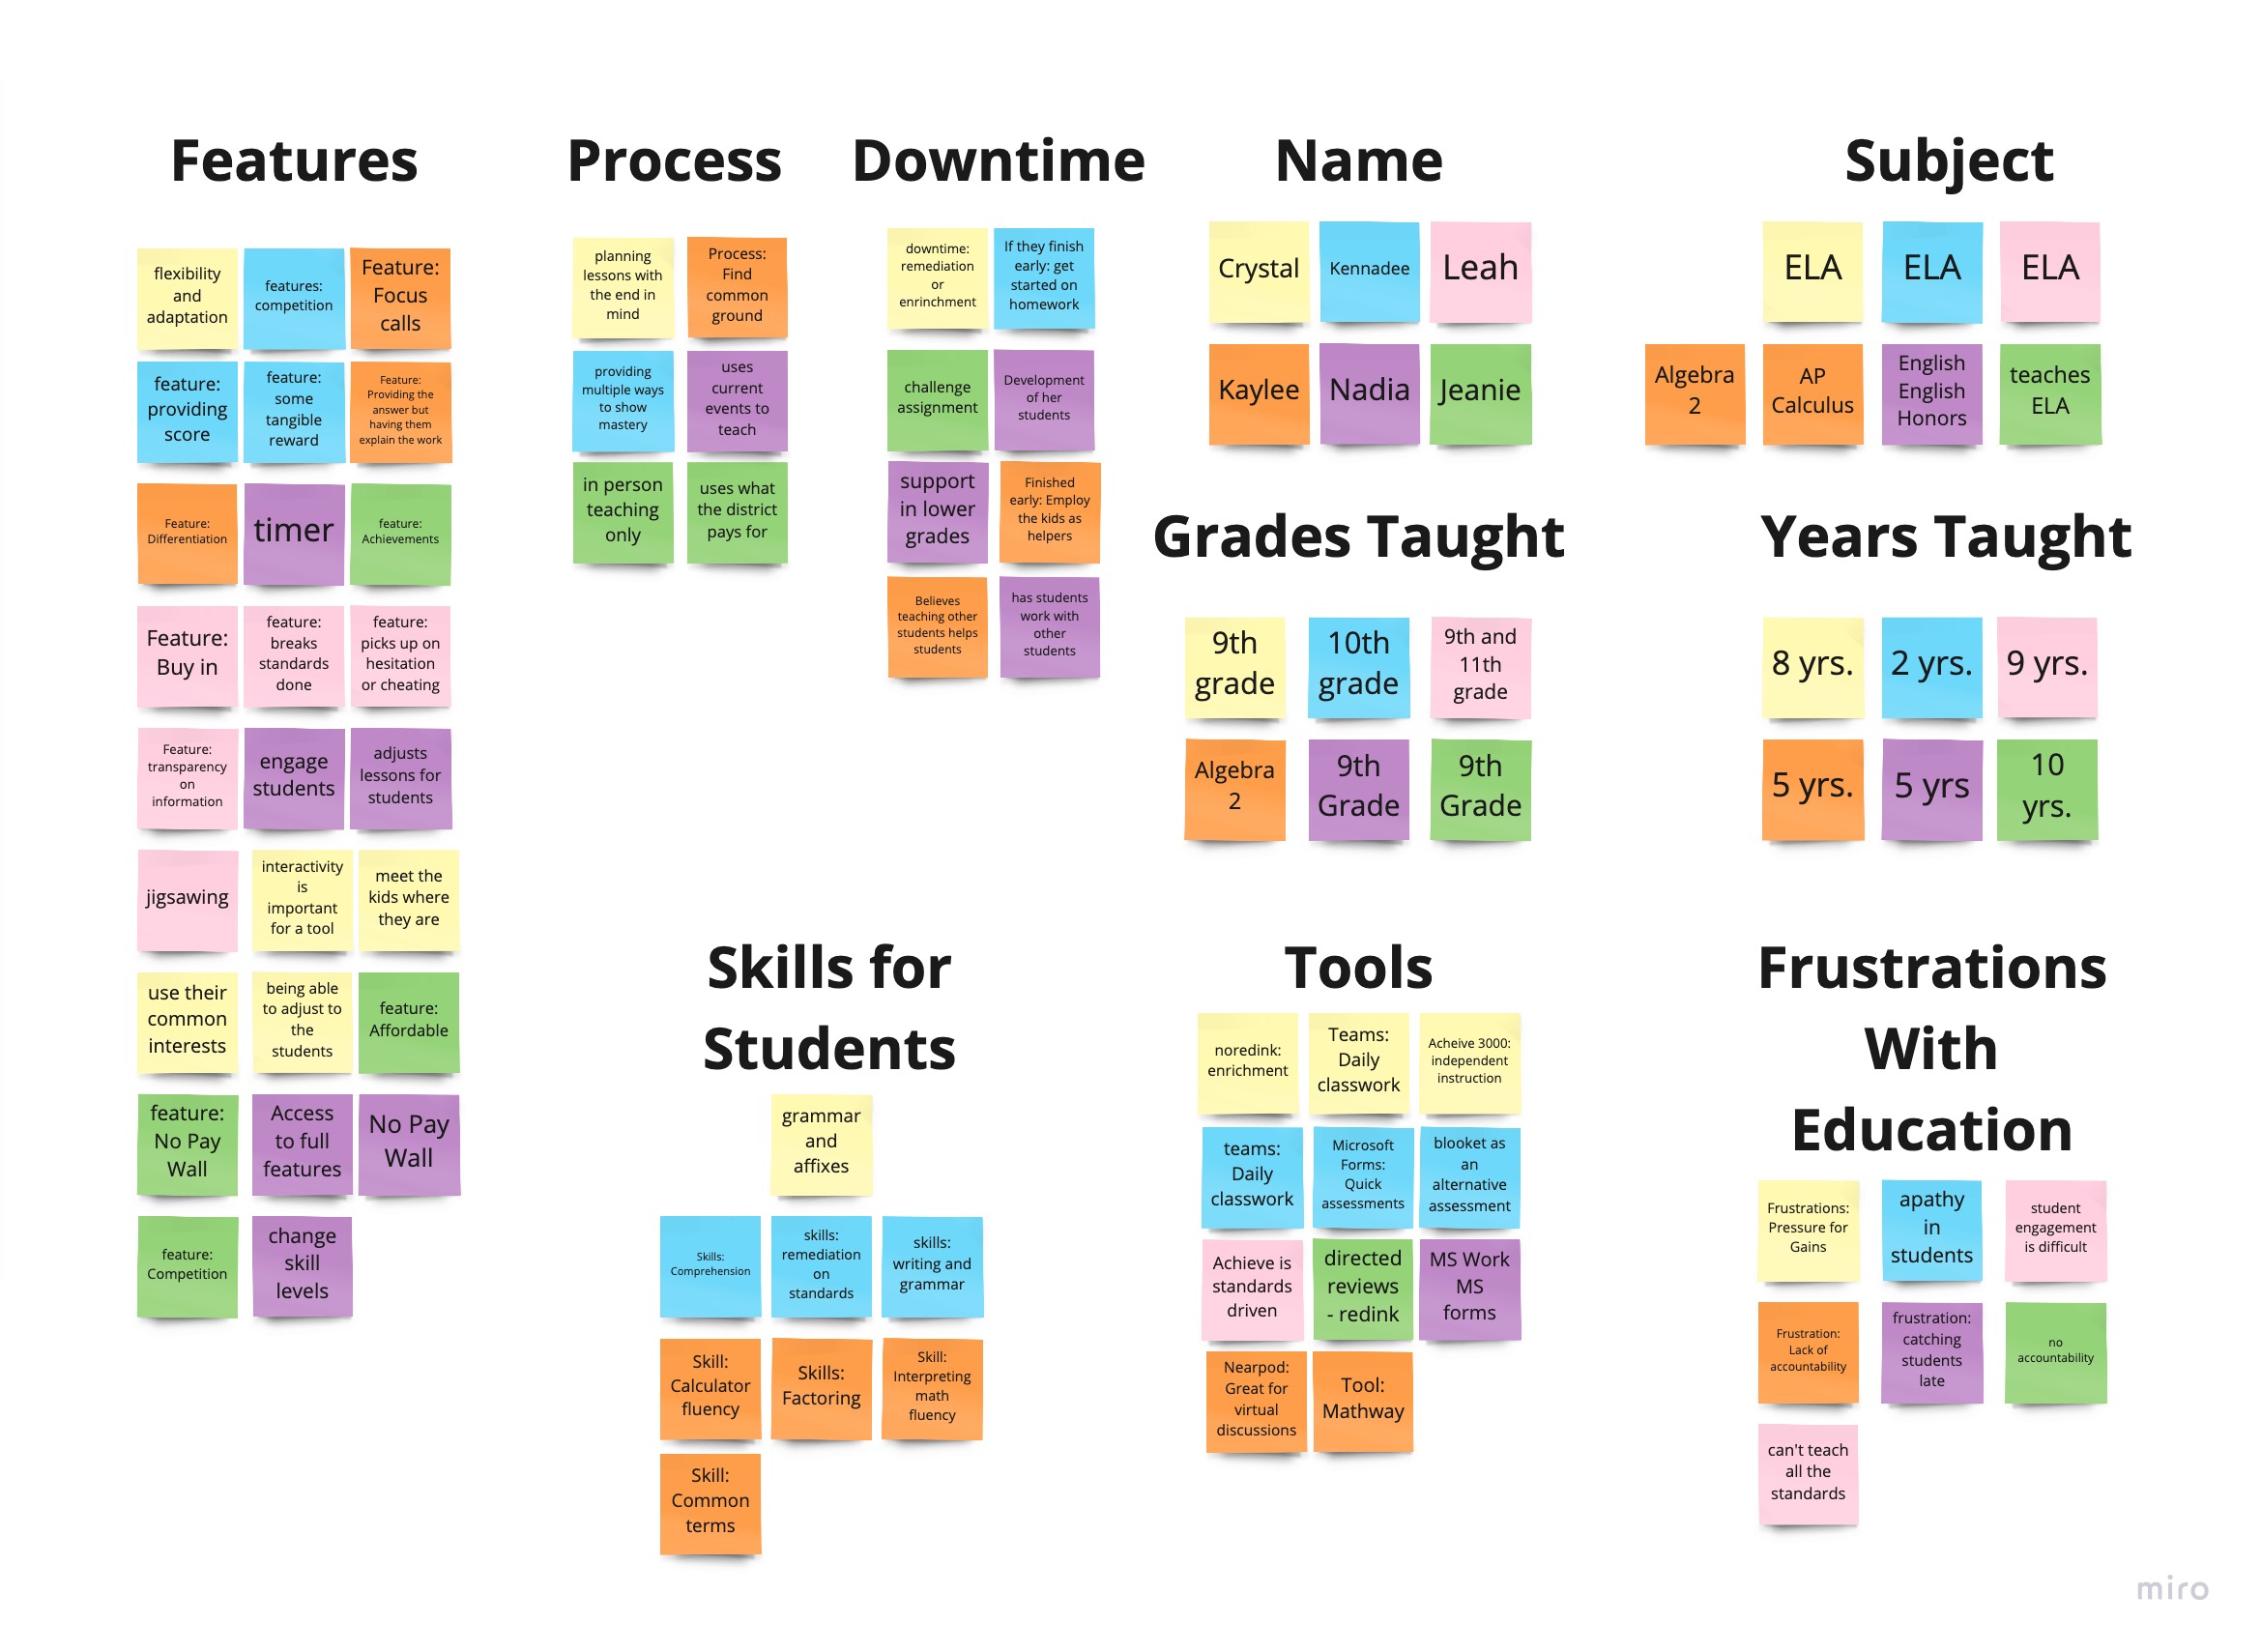 Features
flexibility
and
adaptation
features:
competition
Feature:
Focus
calls
feature:
providing
score
feature:
some
tangible
reward
Feature:
Providing the
answer but
having them
explain the work
Feature:
Differentiation
timer
feature:
Achievements
Feature:
Buy in
feature:
breaks
standards
done
feature:
picks up on
hesitation
or cheating
Feature:
transparency
on
information
engage
students
adjusts
lessons for
students
jigsawing
interactivity
is
important
for a tool
meet the
kids where
they are
use their
common
interests
being able
to adjust to
the
students
feature:
Affordable
feature:
No Pay
Wall
Access
to full
features
No Pay
Wall
feature:
Competition
change
skill
levels
Process
planning
lessons with
the end in
mind
Process:
Find
common
ground
providing
multiple ways
to show
mastery
uses
current
events to
teach
in person
teaching
only
uses what
the district
pays for
Downtime
downtime:
remediation
or
enrinchment
If they finish
early: get
started on
homework
challenge
assignment
Development
of her
students
support
in lower
grades
Finished
early: Employ
the kids as
helpers
Believes
teaching other
students helps
students
has students
work with
other
students
Name
Crystal
Kennadee
Leah
Kaylee
Nadia
Jeanie
Subject
ELA
ELA
ELA
Algebra
2
AP
Calculus
English
English
Honors
teaches
ELA
Grades Taught
9th
grade
10th
grade
9th and
11th
grade
Algebra
2
9th
Grade
9th
Grade
Years Taught
8 yrs.
2 yrs.
9 yrs.
5 yrs.
5 yrs
10
yrs.
Skills for
Students
grammar
and
affixes
Skills:
Comprehension
skills:
remediation
on
standards
skills:
writing and
grammar
Skill:
Calculator
fluency
Skills:
Factoring
Skill:
Interpreting
math
fluency
Skill:
Common
terms
Tools
noredink:
enrichment
Teams:
Daily
classwork
Acheive 3000:
independent
instruction
teams:
Daily
classwork
Microsoft
Forms:
Quick
assessments
blooket as
an
alternative
assessment
Achieve is
standards
driven
directed
reviews
- redink
MS Work
MS
forms
Nearpod:
Great for
virtual
discussions
Tool:
Mathway
Frustrations
With
Education
Frustrations:
Pressure for
Gains
apathy
in
students
student
engagement
is difficult
Frustration:
Lack of
accountability
frustration:
catching
students
late
no
accountability
can't teach
all the
standards
miro